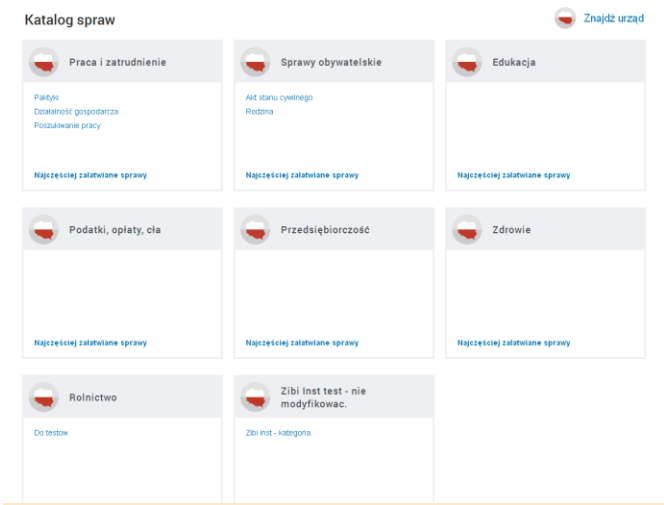 Katalog spraw
Znajdź urząd
Praca i zatrudnienie
Paktyki
Działalność gospodarcza
Poszukiwanie pracy
Najczęściej załatwiane sprawy
Sprawy obywatelskie
Akt stanu cywilnego
Rodzina
Najczęściej załatwiane sprawy
Edukacja
Najczęściej załatwiane sprawy
Podatki, opłaty, cła
Najczęściej załatwiane sprawy
Przedsiębiorczość
Najczęściej załatwiane sprawy
Zdrowie
Najczęściej załatwiane sprawy
Rolnictwo
Do testow.
Zibi Inst test - nie
modyfikowac.
Zibi inst - kategoria.